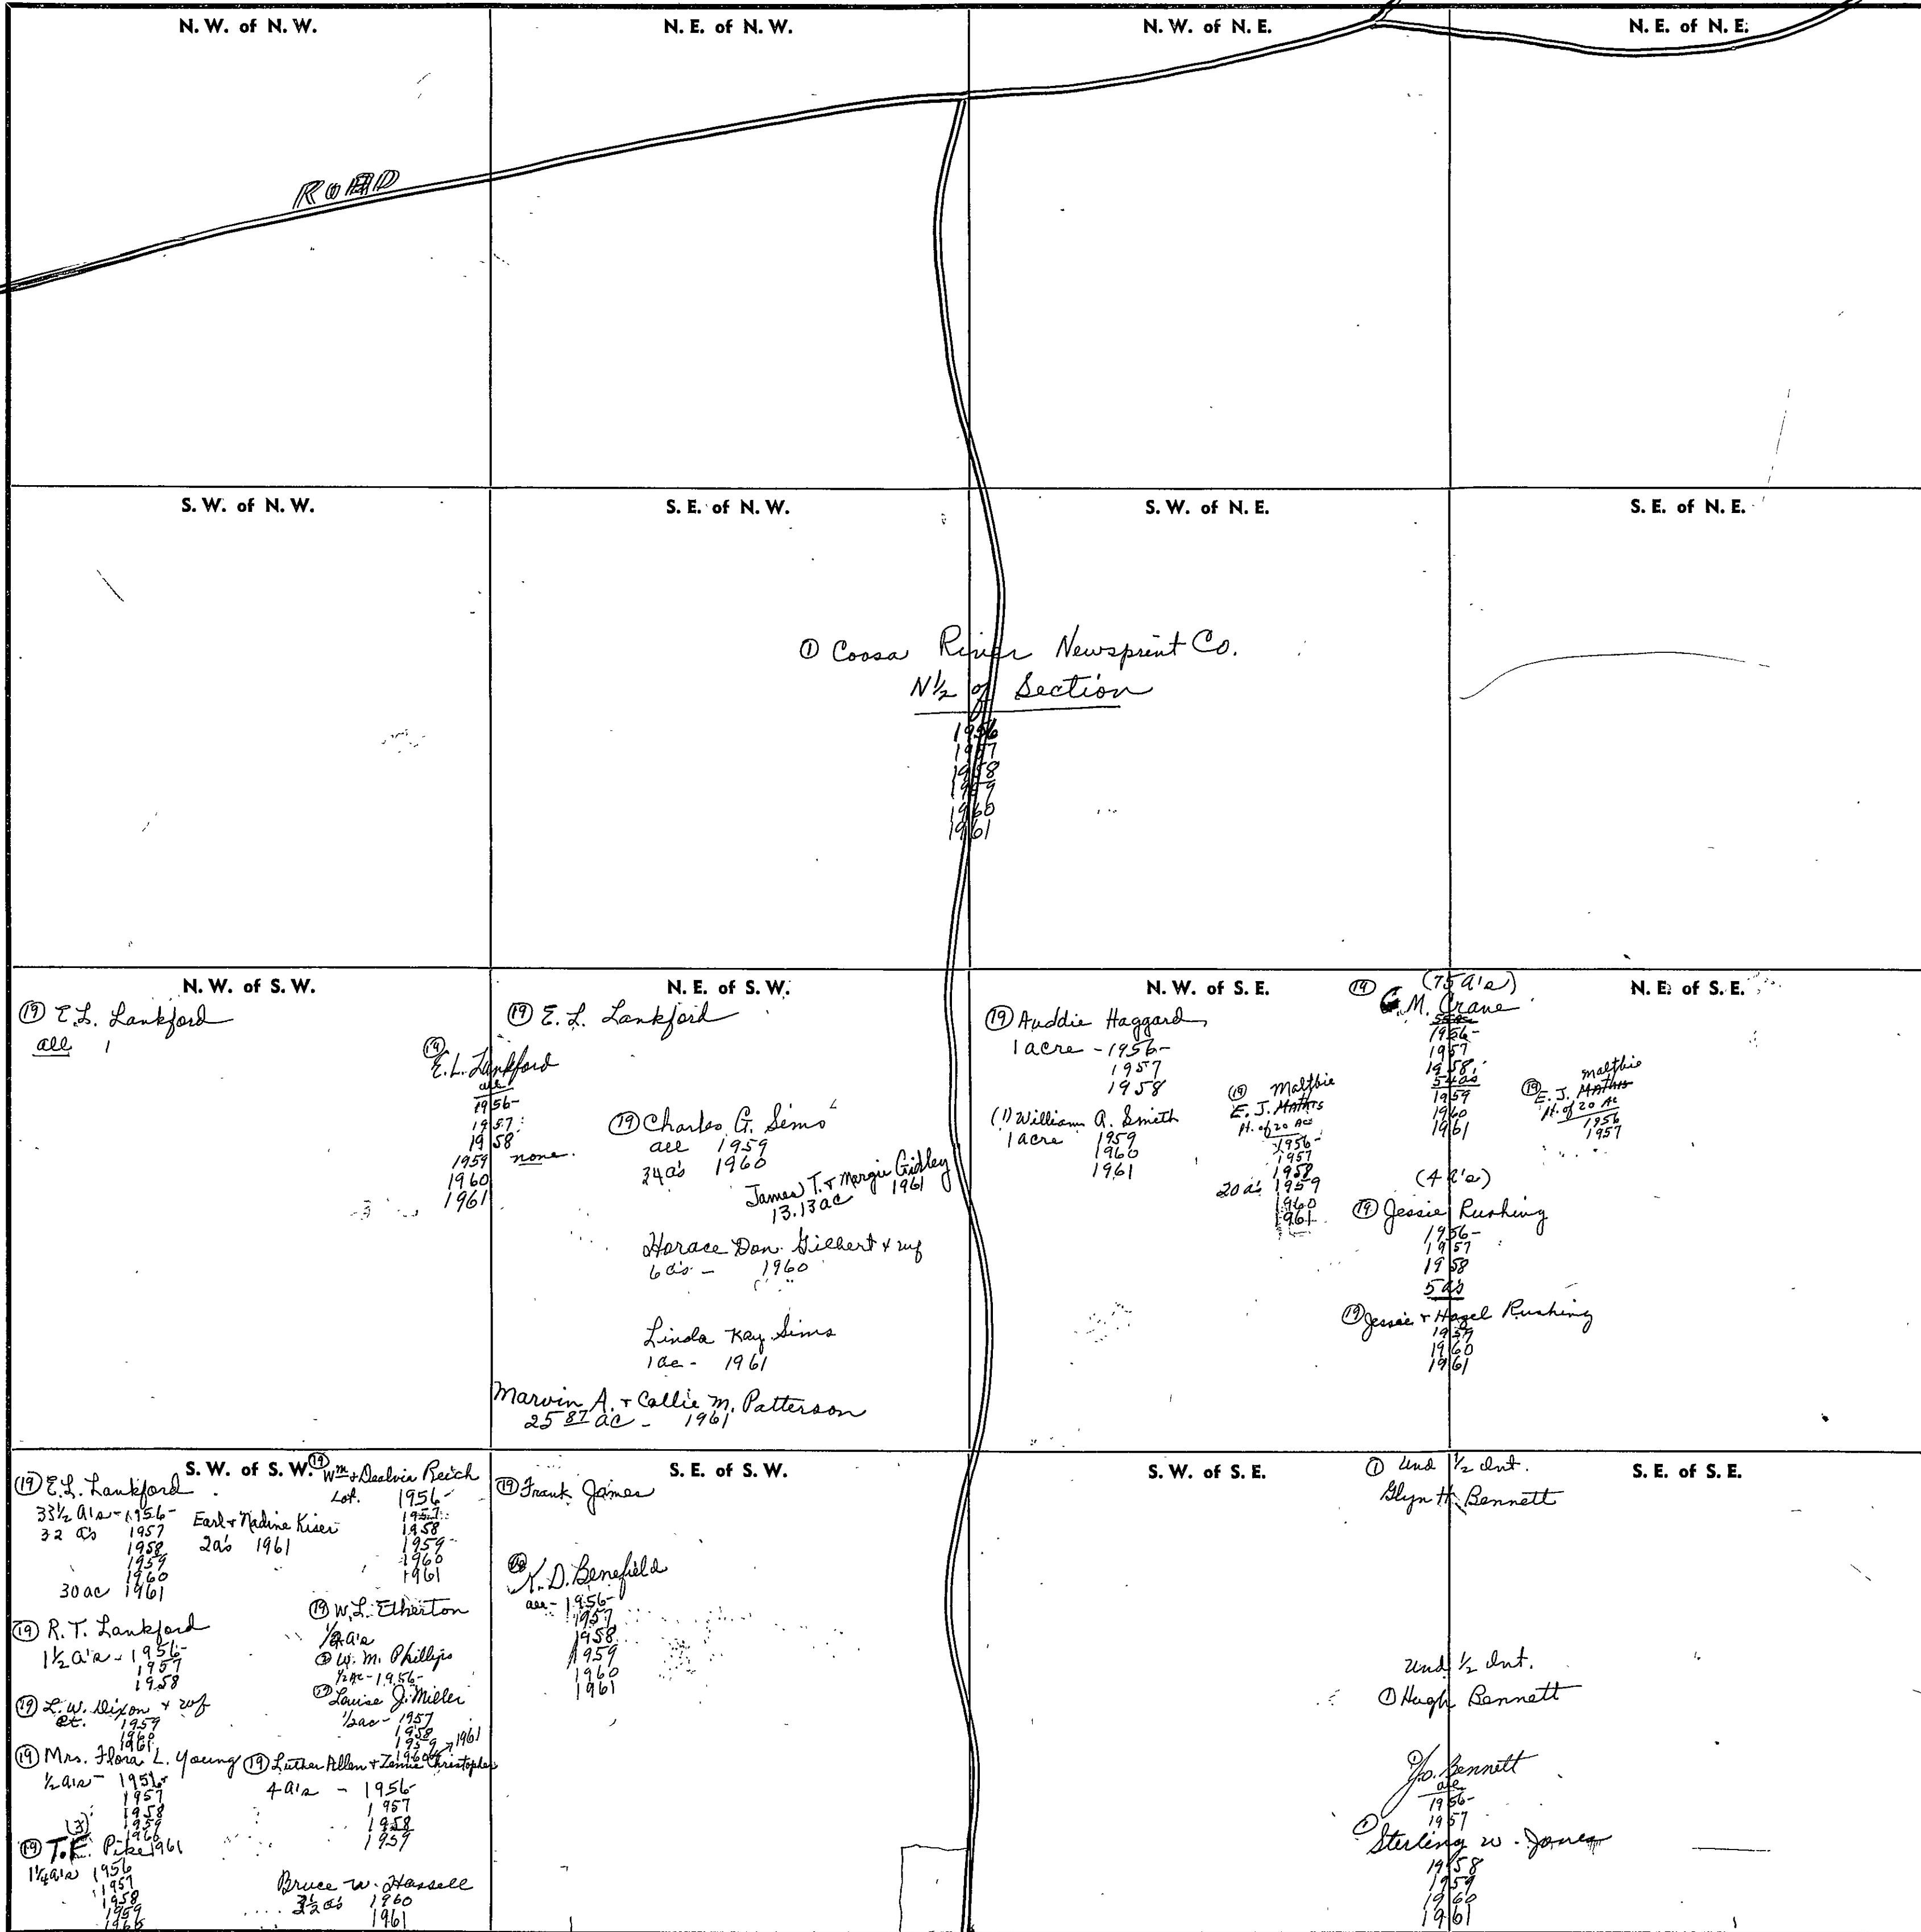 N. W. of N. W.
N. E. of N. W.
N. W. of N. E.
N. E. of N. E.
ROAD
S. W. of N. W.
S. E. of N. W.
S. W. of N. E.
S. E. of N. E.
① Coosa River Newsprint Co.
N½ of Section
1956
1957
1958
1959
1960
1961
N. W. of S. W.
⑲ E. L. Lankford
all
⑲
E. L. Lankford
all
1956-
1957
1958
1959 none.
1960
1961
N. E. of S. W.
⑲ E. L. Lankford
⑲ Charles G. Sims
all 1959
34 a's 1960
James T. & Margie Gidley
13.13 ac 1961
Horace Don Gilbert & wf
6 a's - 1960
Linda Kay Sims
1 ac - 1961
Marvin A. & Callie M. Patterson
25 87 ac - 1961
N. W. of S. E.
⑲ Auddie Haggard
1 acre - 1956-
1957
1958
(1) William A. Smith
1 acre 1959
1960
1961
⑲ Maltbie
E. J. Mathis
Pt. of 20 Ac
1956-
1957
1958
20 a's 1959
1960
1961
(75 a's)
⑲ G. M. Crane
1956-
1957
1958
54 a's
1959
1960
1961
(4 a's)
⑲ Jessie Rushing
1956-
1957
1958
5 a's
⑲ Jessie & Hazel Rushing
1959
1960
1961
N. E. of S. E.
Maltbie
⑲ E. J. Mathis
Pt. of 20 Ac
1956
1957
S. W. of S. W.
⑲ E. L. Lankford
33½ a's - 1956-
32 a's 1957
1958
1959
1960
30 ac 1961
Earl & Nadine Kiser
2 a's 1961
⑲ Wm & Dealvia Reich
Lot. 1956-
1957
1958
1959
1960
1961
⑲ R. T. Lankford
1½ a's - 1956-
1957
1958
⑲ W. L. Etherton
½ a's
W. M. Phillips
½ ac - 1956-
⑲ Louise J. Miller
½ ac - 1957
1958
1959
1960 1961
⑲ L. W. Dixon & wf
Pt. 1959
1960
1961
⑲ Mrs. Flora L. Young
½ a's - 1956-
1957
1958
1959
1960
1961
⑲ Luther Allen & Zennie Christopher
4 a's - 1956-
1957
1958
1959
(3)
⑲ T. E. Pike
1¼ a's 1956
1957
1958
1959
1960
Bruce W. Hassell
3½ a's 1960
1961
S. E. of S. W.
⑲ Frank James
K. D. Benefield
all - 1956-
1957
1958
1959
1960
1961
S. W. of S. E.
S. E. of S. E.
① Und ½ Int.
Glyn H. Bennett
Und ½ Int.
① Hugh Bennett
Bennett
all
1956-
1957
① Sterling W. Jones
1958
1959
1960
1961